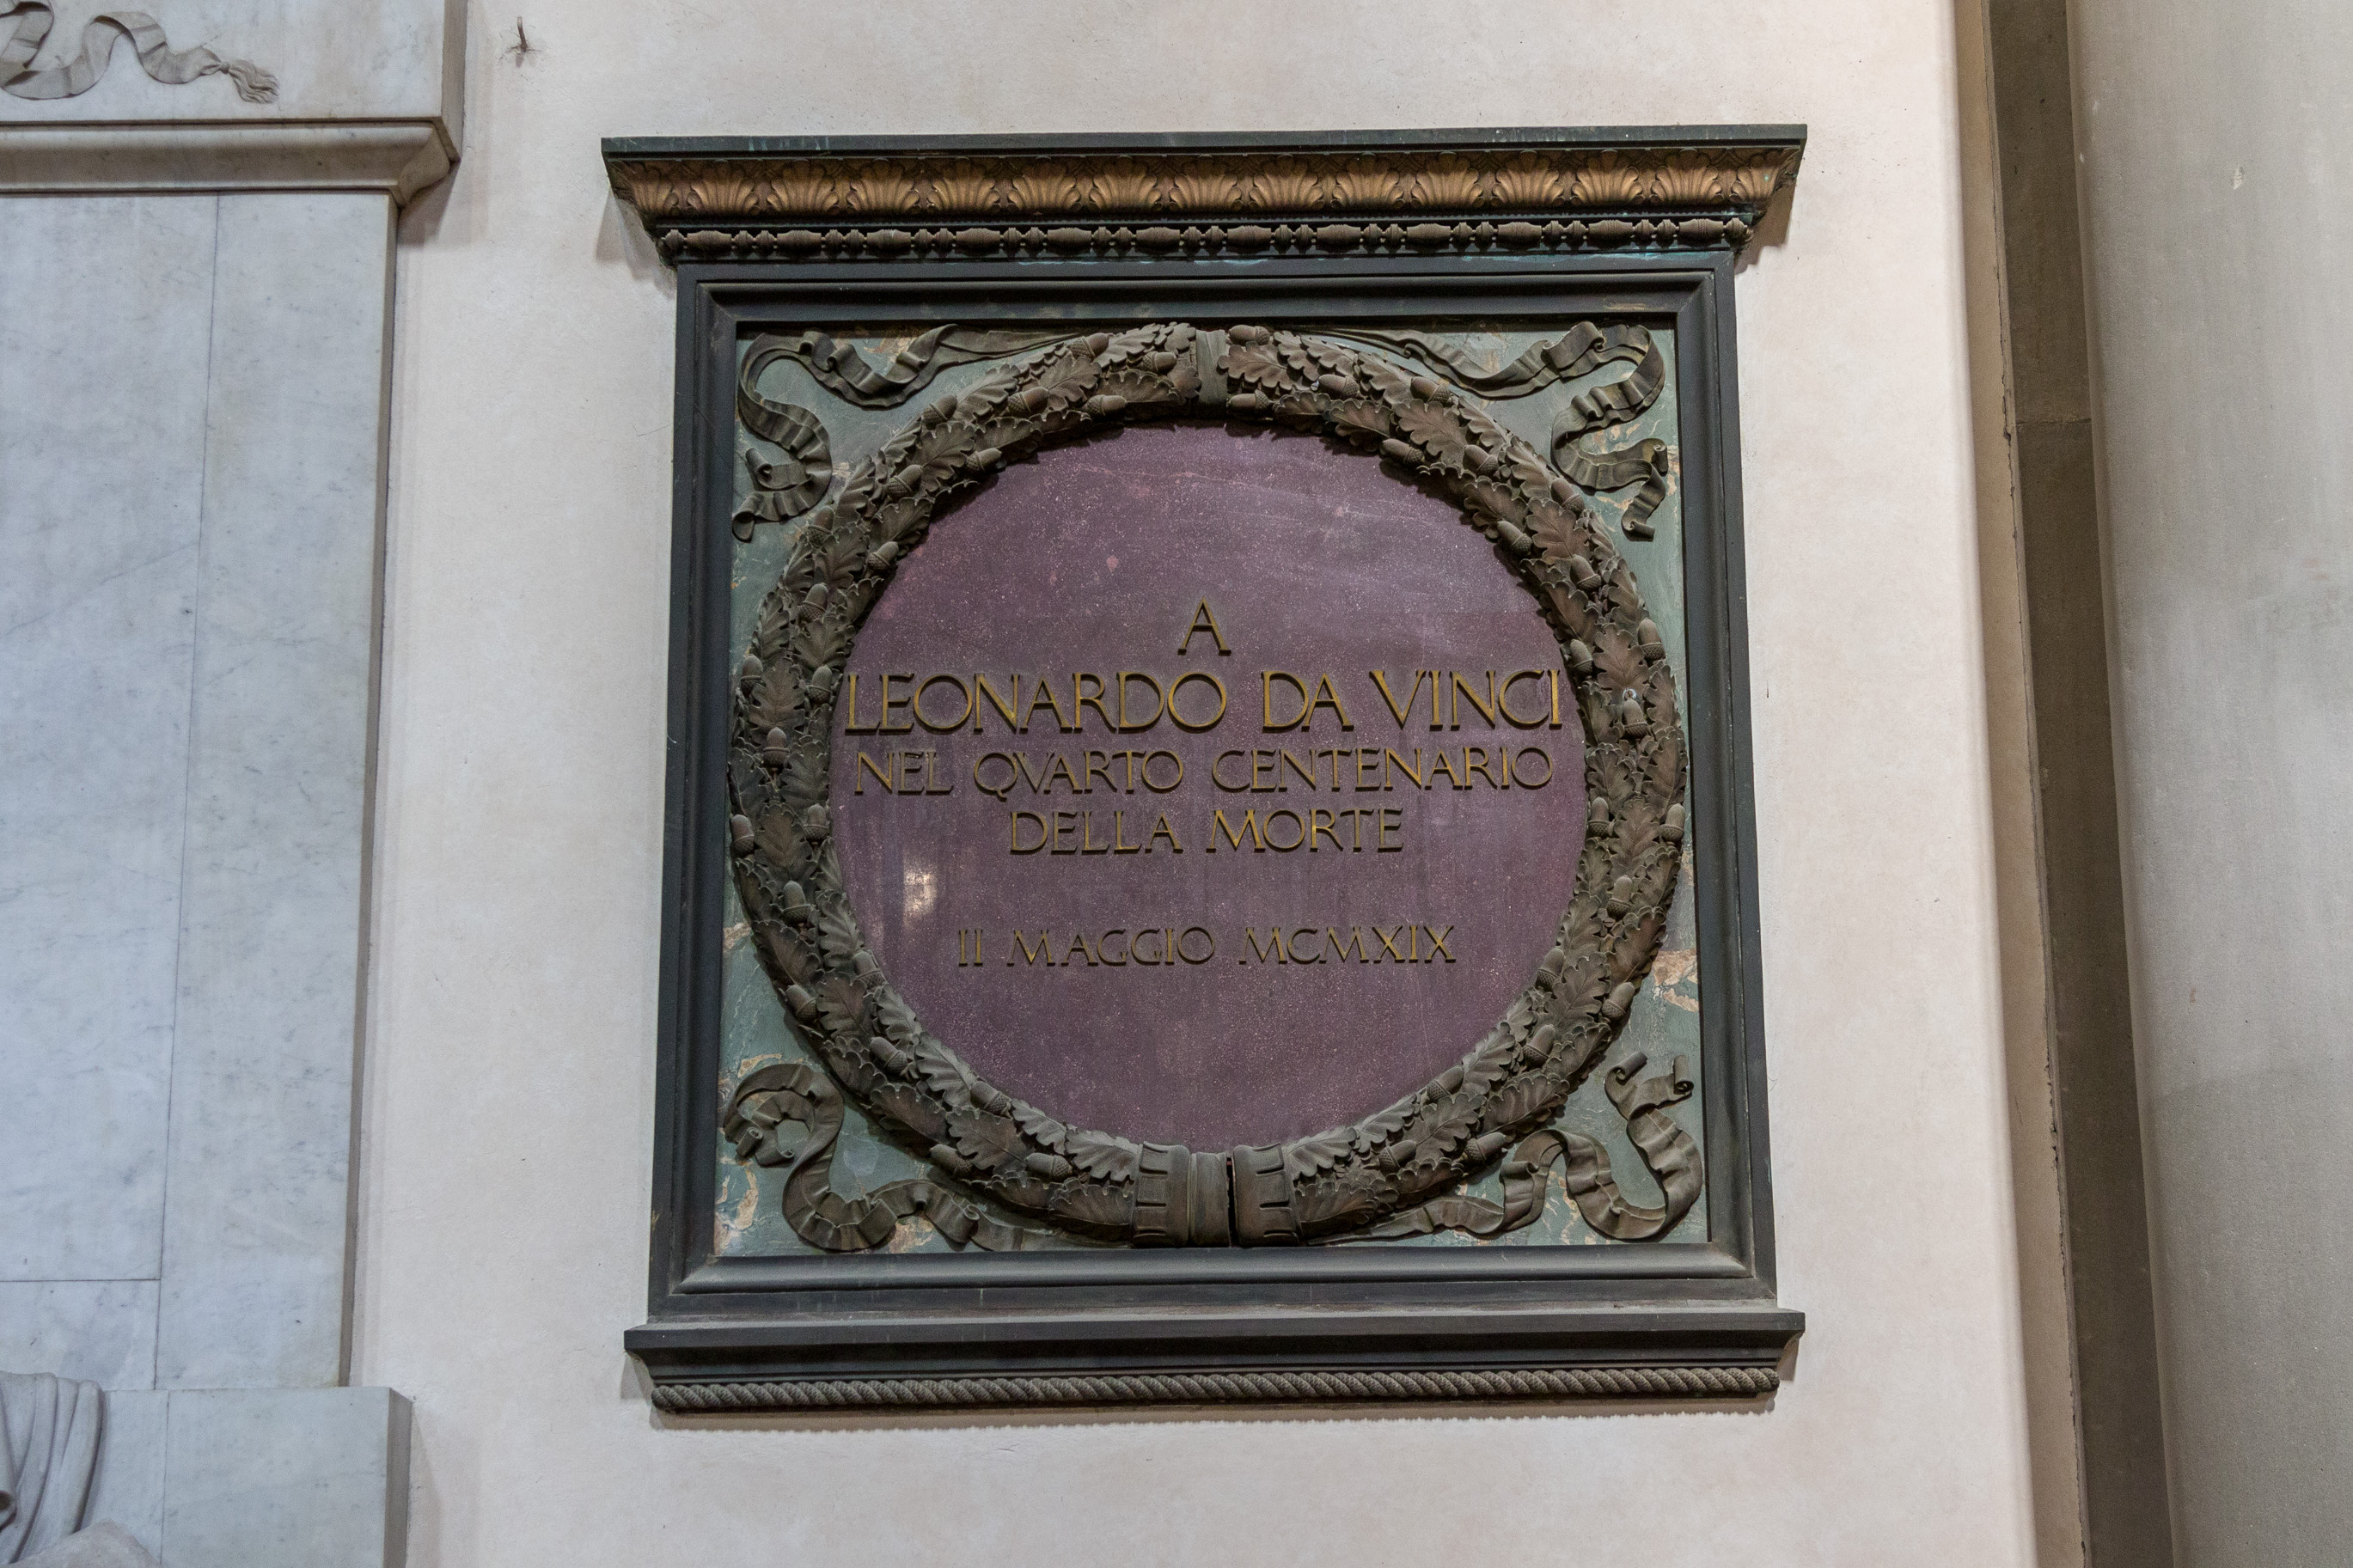 A
LEONARDO DA VINCI
NEL QVARTO CENTENARIO
DELLA MORTE
II MAGGIO MCMXIX